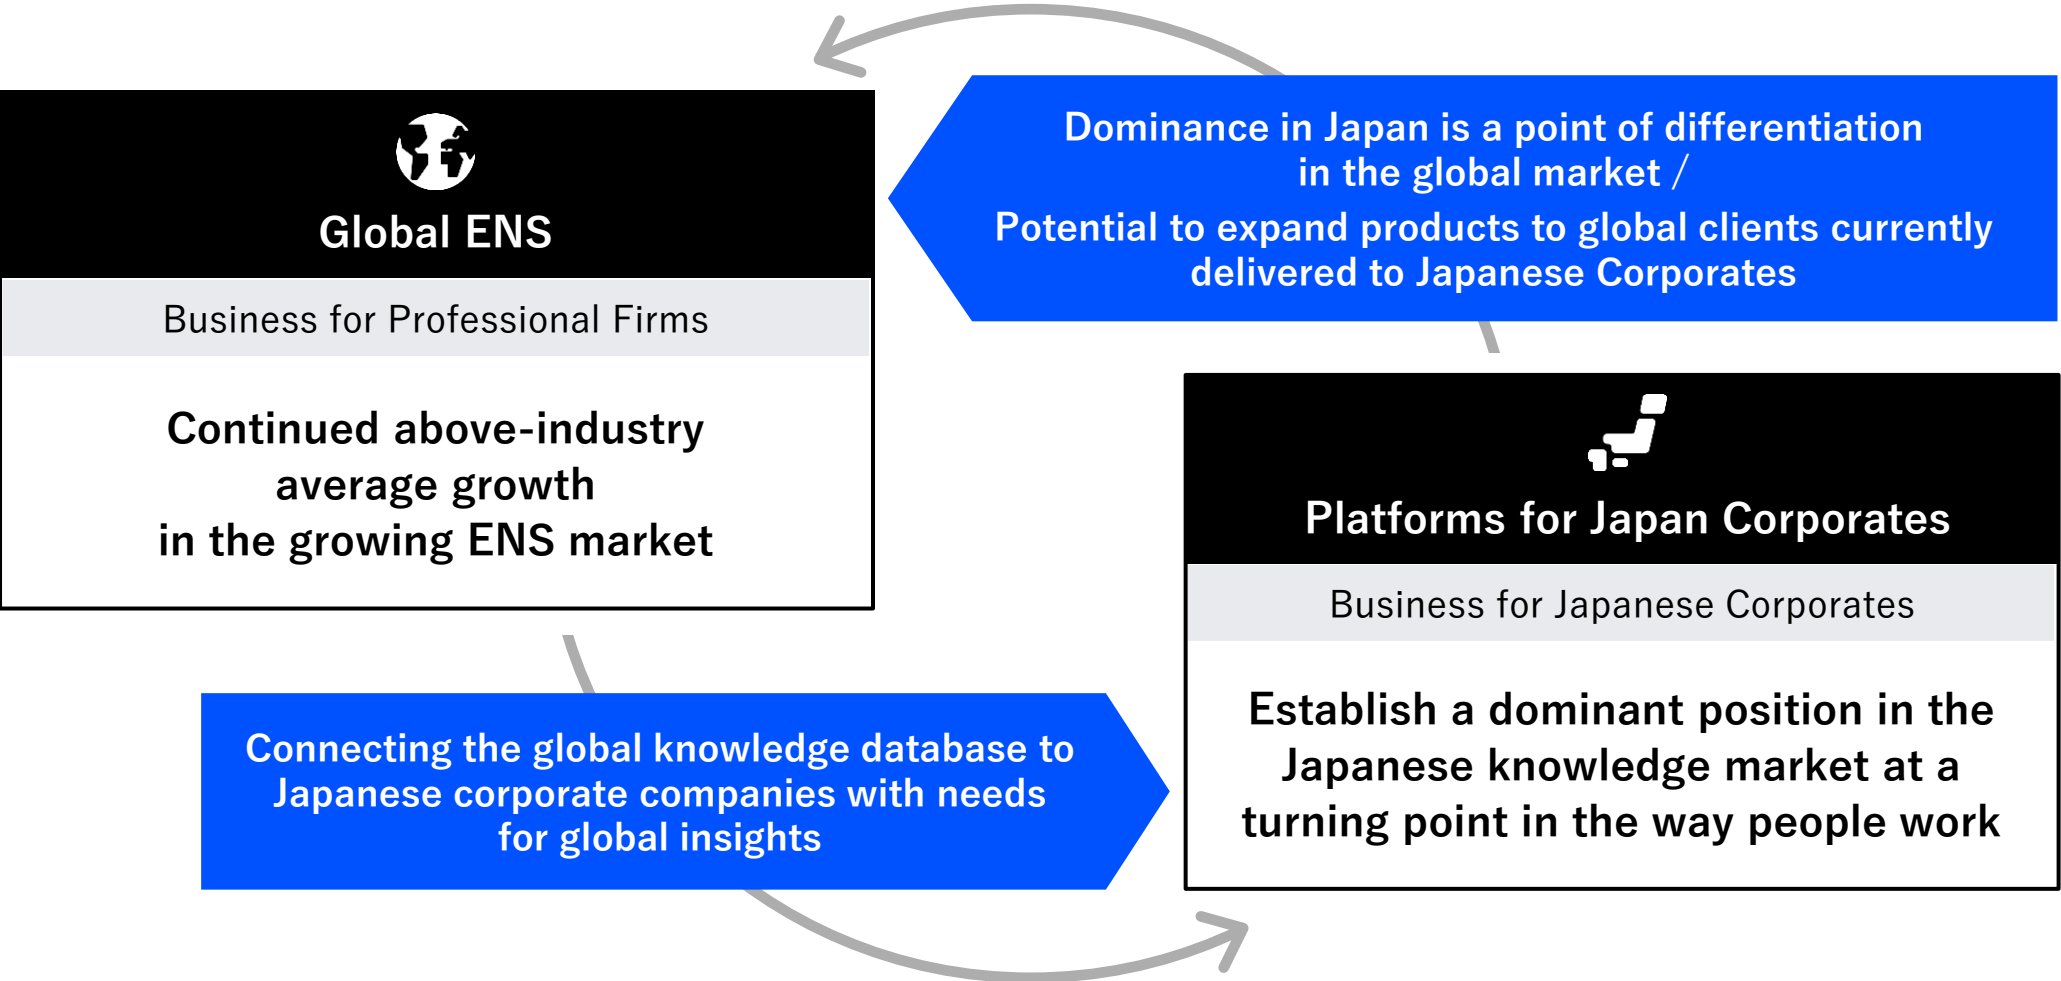 Global ENS
Business for Professional Firms
Continued above-industry
average growth
in the growing ENS market
Dominance in Japan is a point of differentiation
in the global market /
Potential to expand products to global clients currently
delivered to Japanese Corporates
Platforms for Japan Corporates
Business for Japanese Corporates
Establish a dominant position in the
Japanese knowledge market at a
turning point in the way people work
Connecting the global knowledge database to
Japanese corporate companies with needs
for global insights